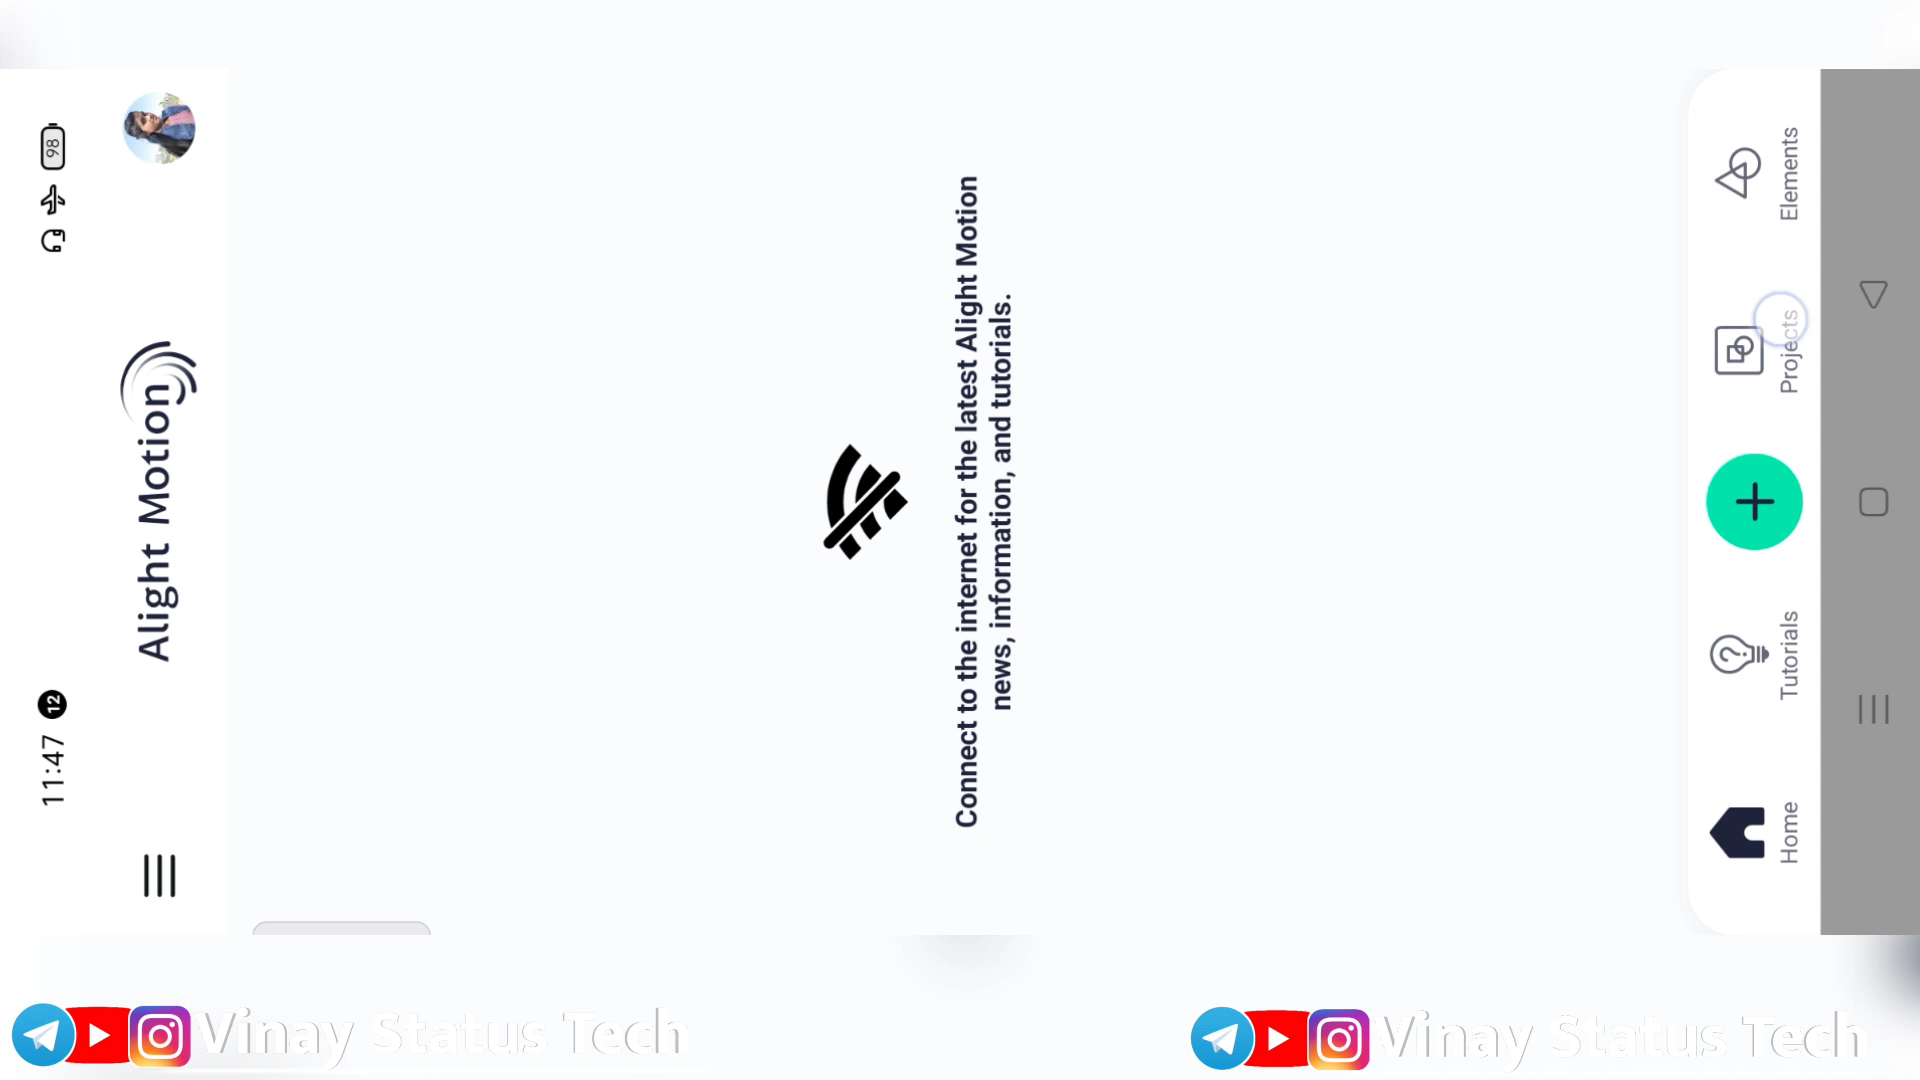 11:47
12
98
Alight Motion
Connect to the internet for the latest Alight Motion
news, information, and tutorials.
Home
Tutorials
Projects
Elements
Vinay Status Tech
Vinay Status Tech